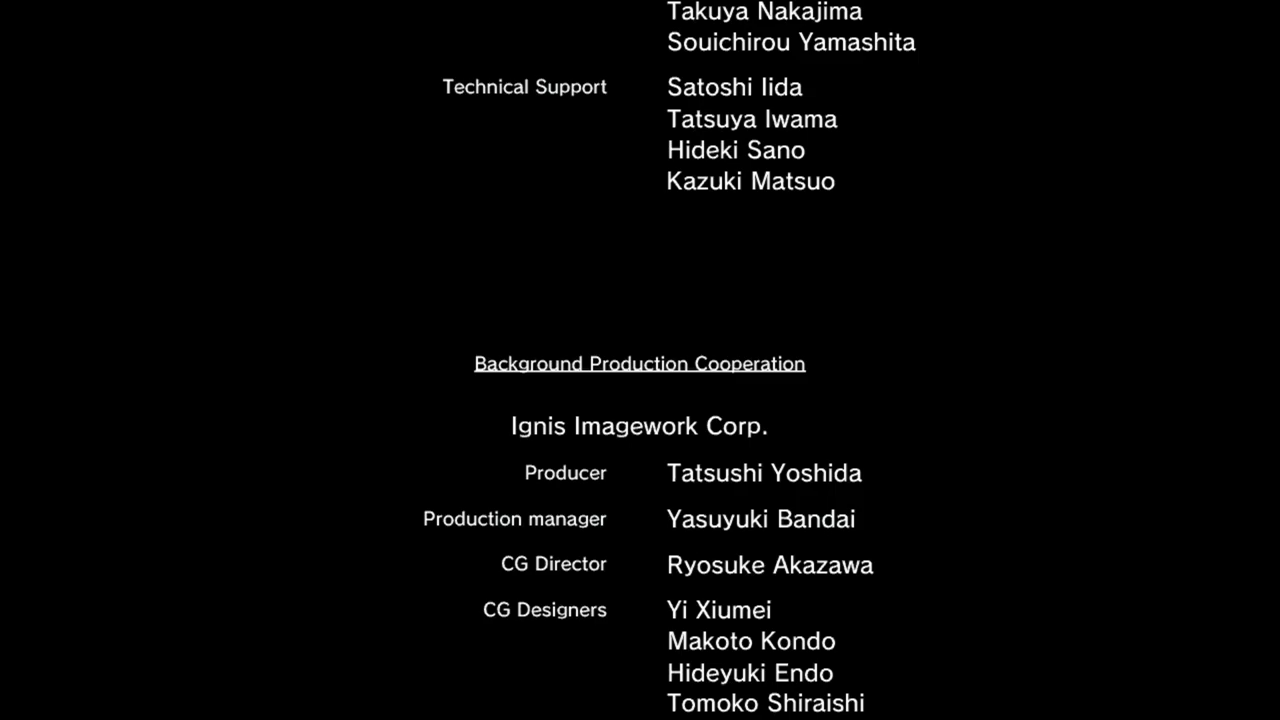 Takuya Nakajima
Souichirou Yamashita
Technical Support Satoshi Iida
Tatsuya Iwama
Hideki Sano
Kazuki Matsuo
Background Production Cooperation
Ignis Imagework Corp.
Producer Tatsushi Yoshida
Production manager Yasuyuki Bandai
CG Director Ryosuke Akazawa
CG Designers Yi Xiumei
Makoto Kondo
Hideyuki Endo
Tomoko Shiraishi